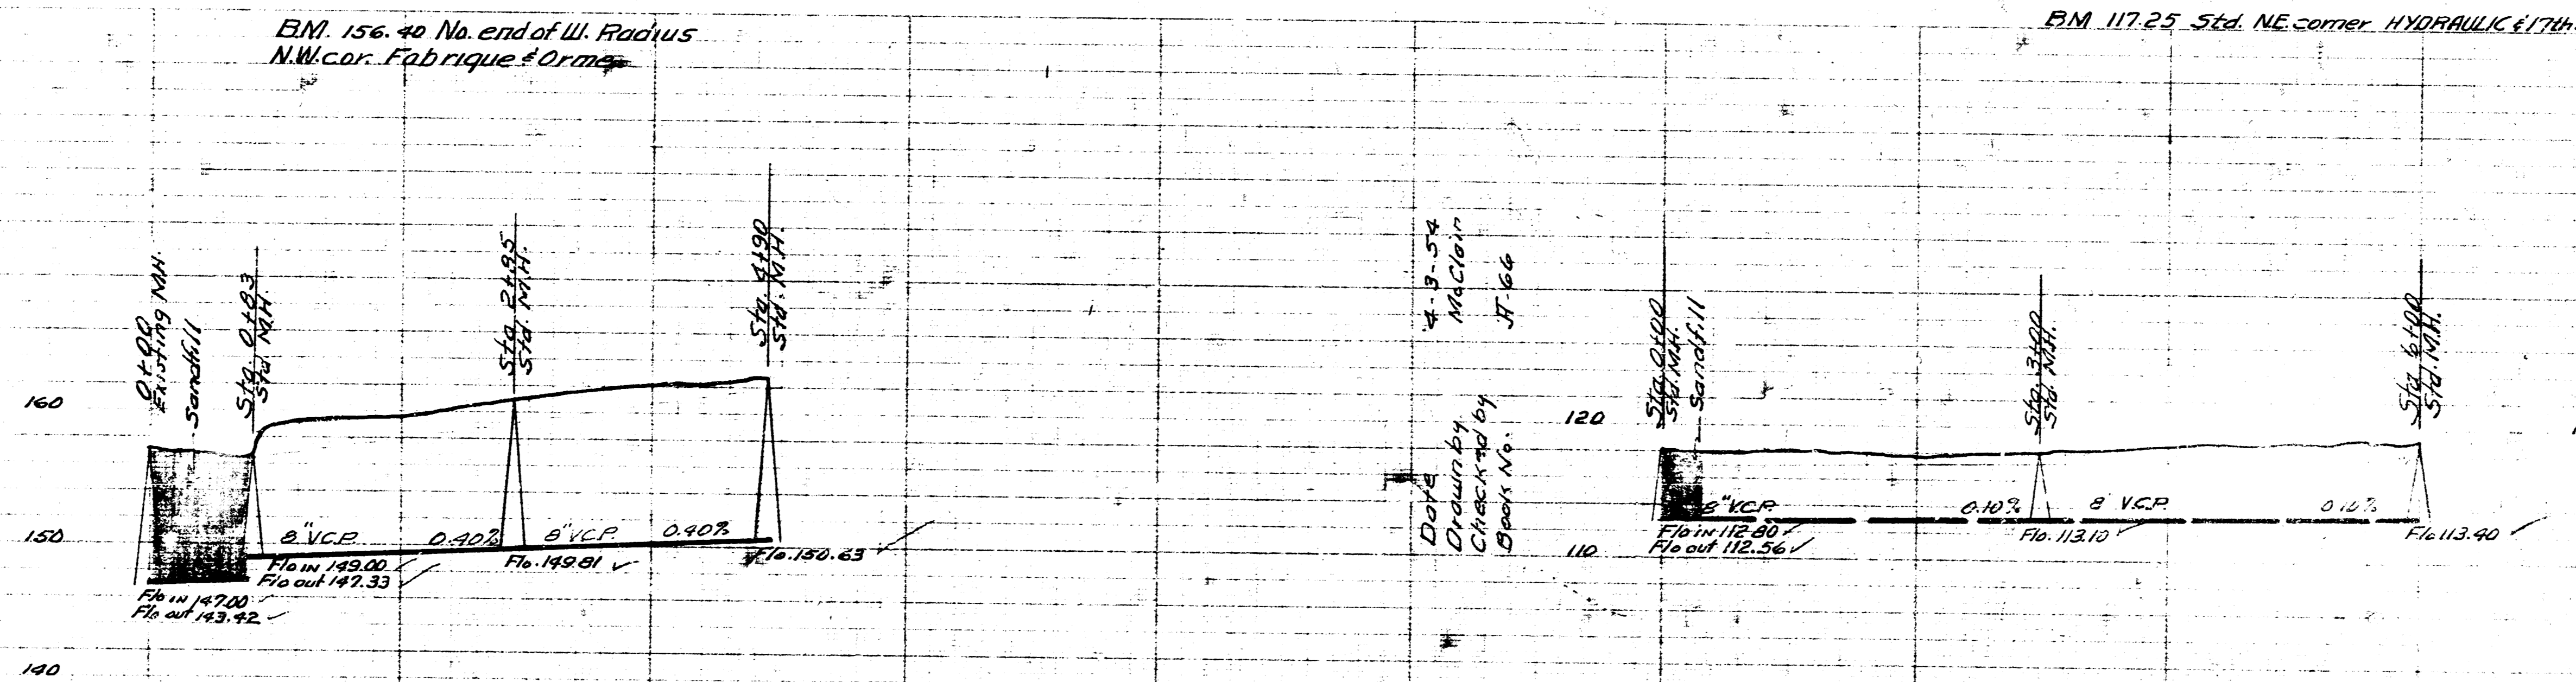 B.M. 156.40 No. end of W. Radius
N.W. cor. Fabrique & Orme
B.M. 117.25 Std. N.E. corner HYDRAULIC & 17th.
0+00
Existing M.H.
Sandfill
Sta. 0+83
Std. M.H.
Sta. 2+85
Std. M.H.
Sta. 4+90
Std. M.H.
160
150
140
8" V.C.P. 0.40%
8" V.C.P. 0.40%
Flo in 149.00
Flo out 147.33
Flo. 149.81
Flo. 150.63
Flo in 147.00
Flo out 143.42
Date 4-3-54
Drawn by McClain
Checked by
Book No. A-66
120
110
Sta. 0+00
Std. M.H.
Sandfill
Sta. 3+00
Std. M.H.
Sta. 6+00
Std. M.H.
8" V.C.P. 0.10%
8" V.C.P. 0.10%
Flo in 112.80
Flo out 112.56
Flo. 113.10
Flo 113.40